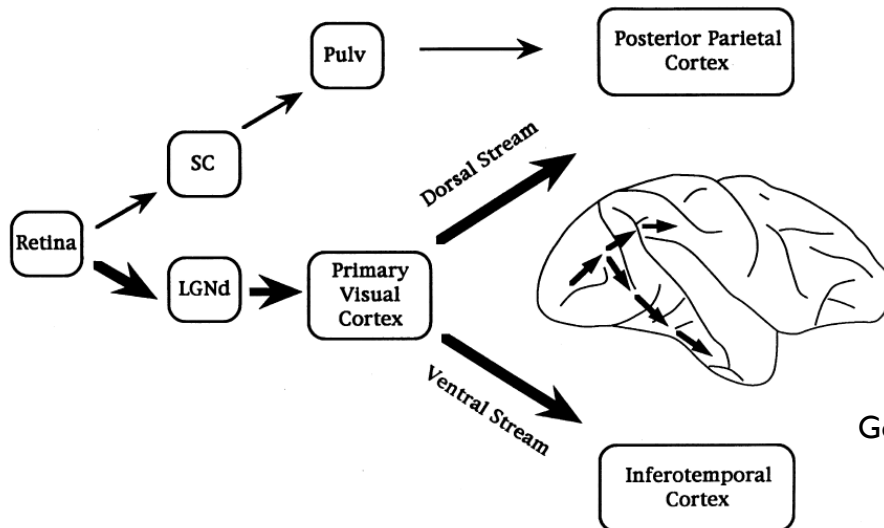 Pulv
Posterior Parietal
Cortex
SC
Dorsal Stream
Retina
LGNd
Primary
Visual
Cortex
Ventral Stream
Inferotemporal
Cortex